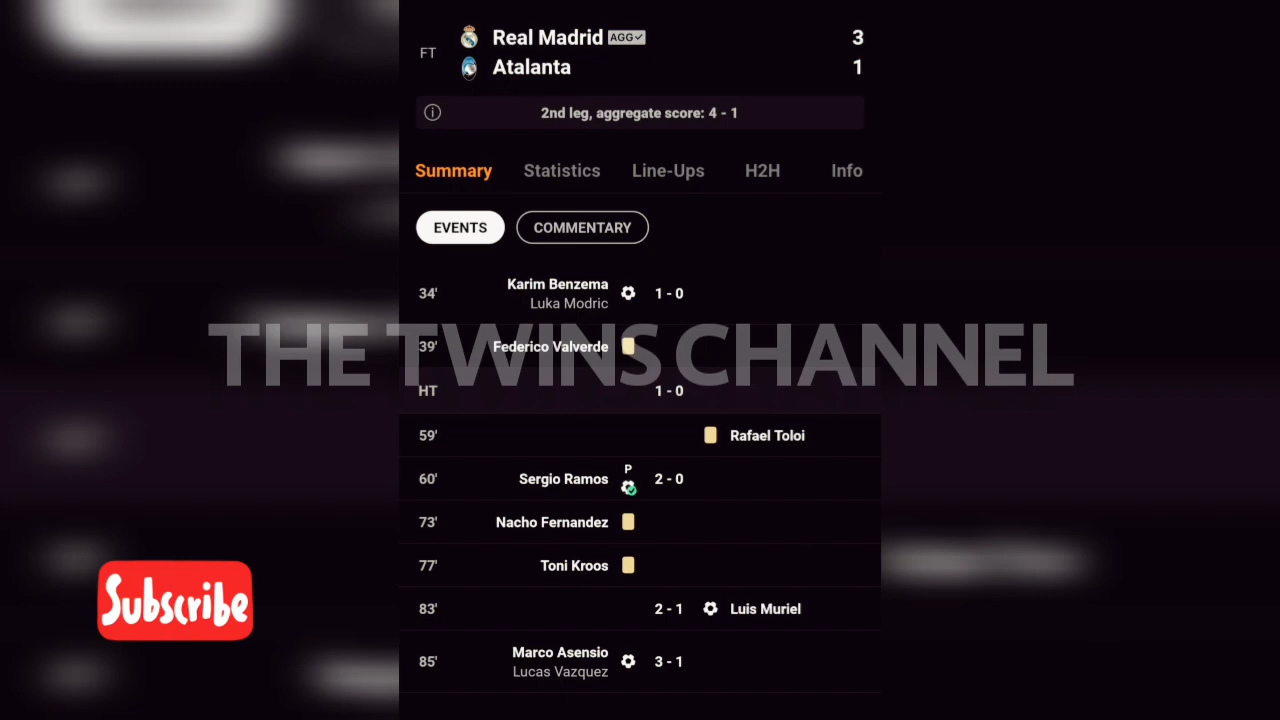 FT
Real Madrid AGG 3
Atalanta 1
2nd leg, aggregate score: 4 - 1
Summary Statistics Line-Ups H2H Info
EVENTS COMMENTARY
34' Karim Benzema 1 - 0
Luka Modric
THE TWINS CHANNEL
39' Federico Valverde
HT 1 - 0
59' Rafael Toloi
P
60' Sergio Ramos 2 - 0
73' Nacho Fernandez
77' Toni Kroos
83' 2 - 1 Luis Muriel
85' Marco Asensio 3 - 1
Lucas Vazquez
Subscribe